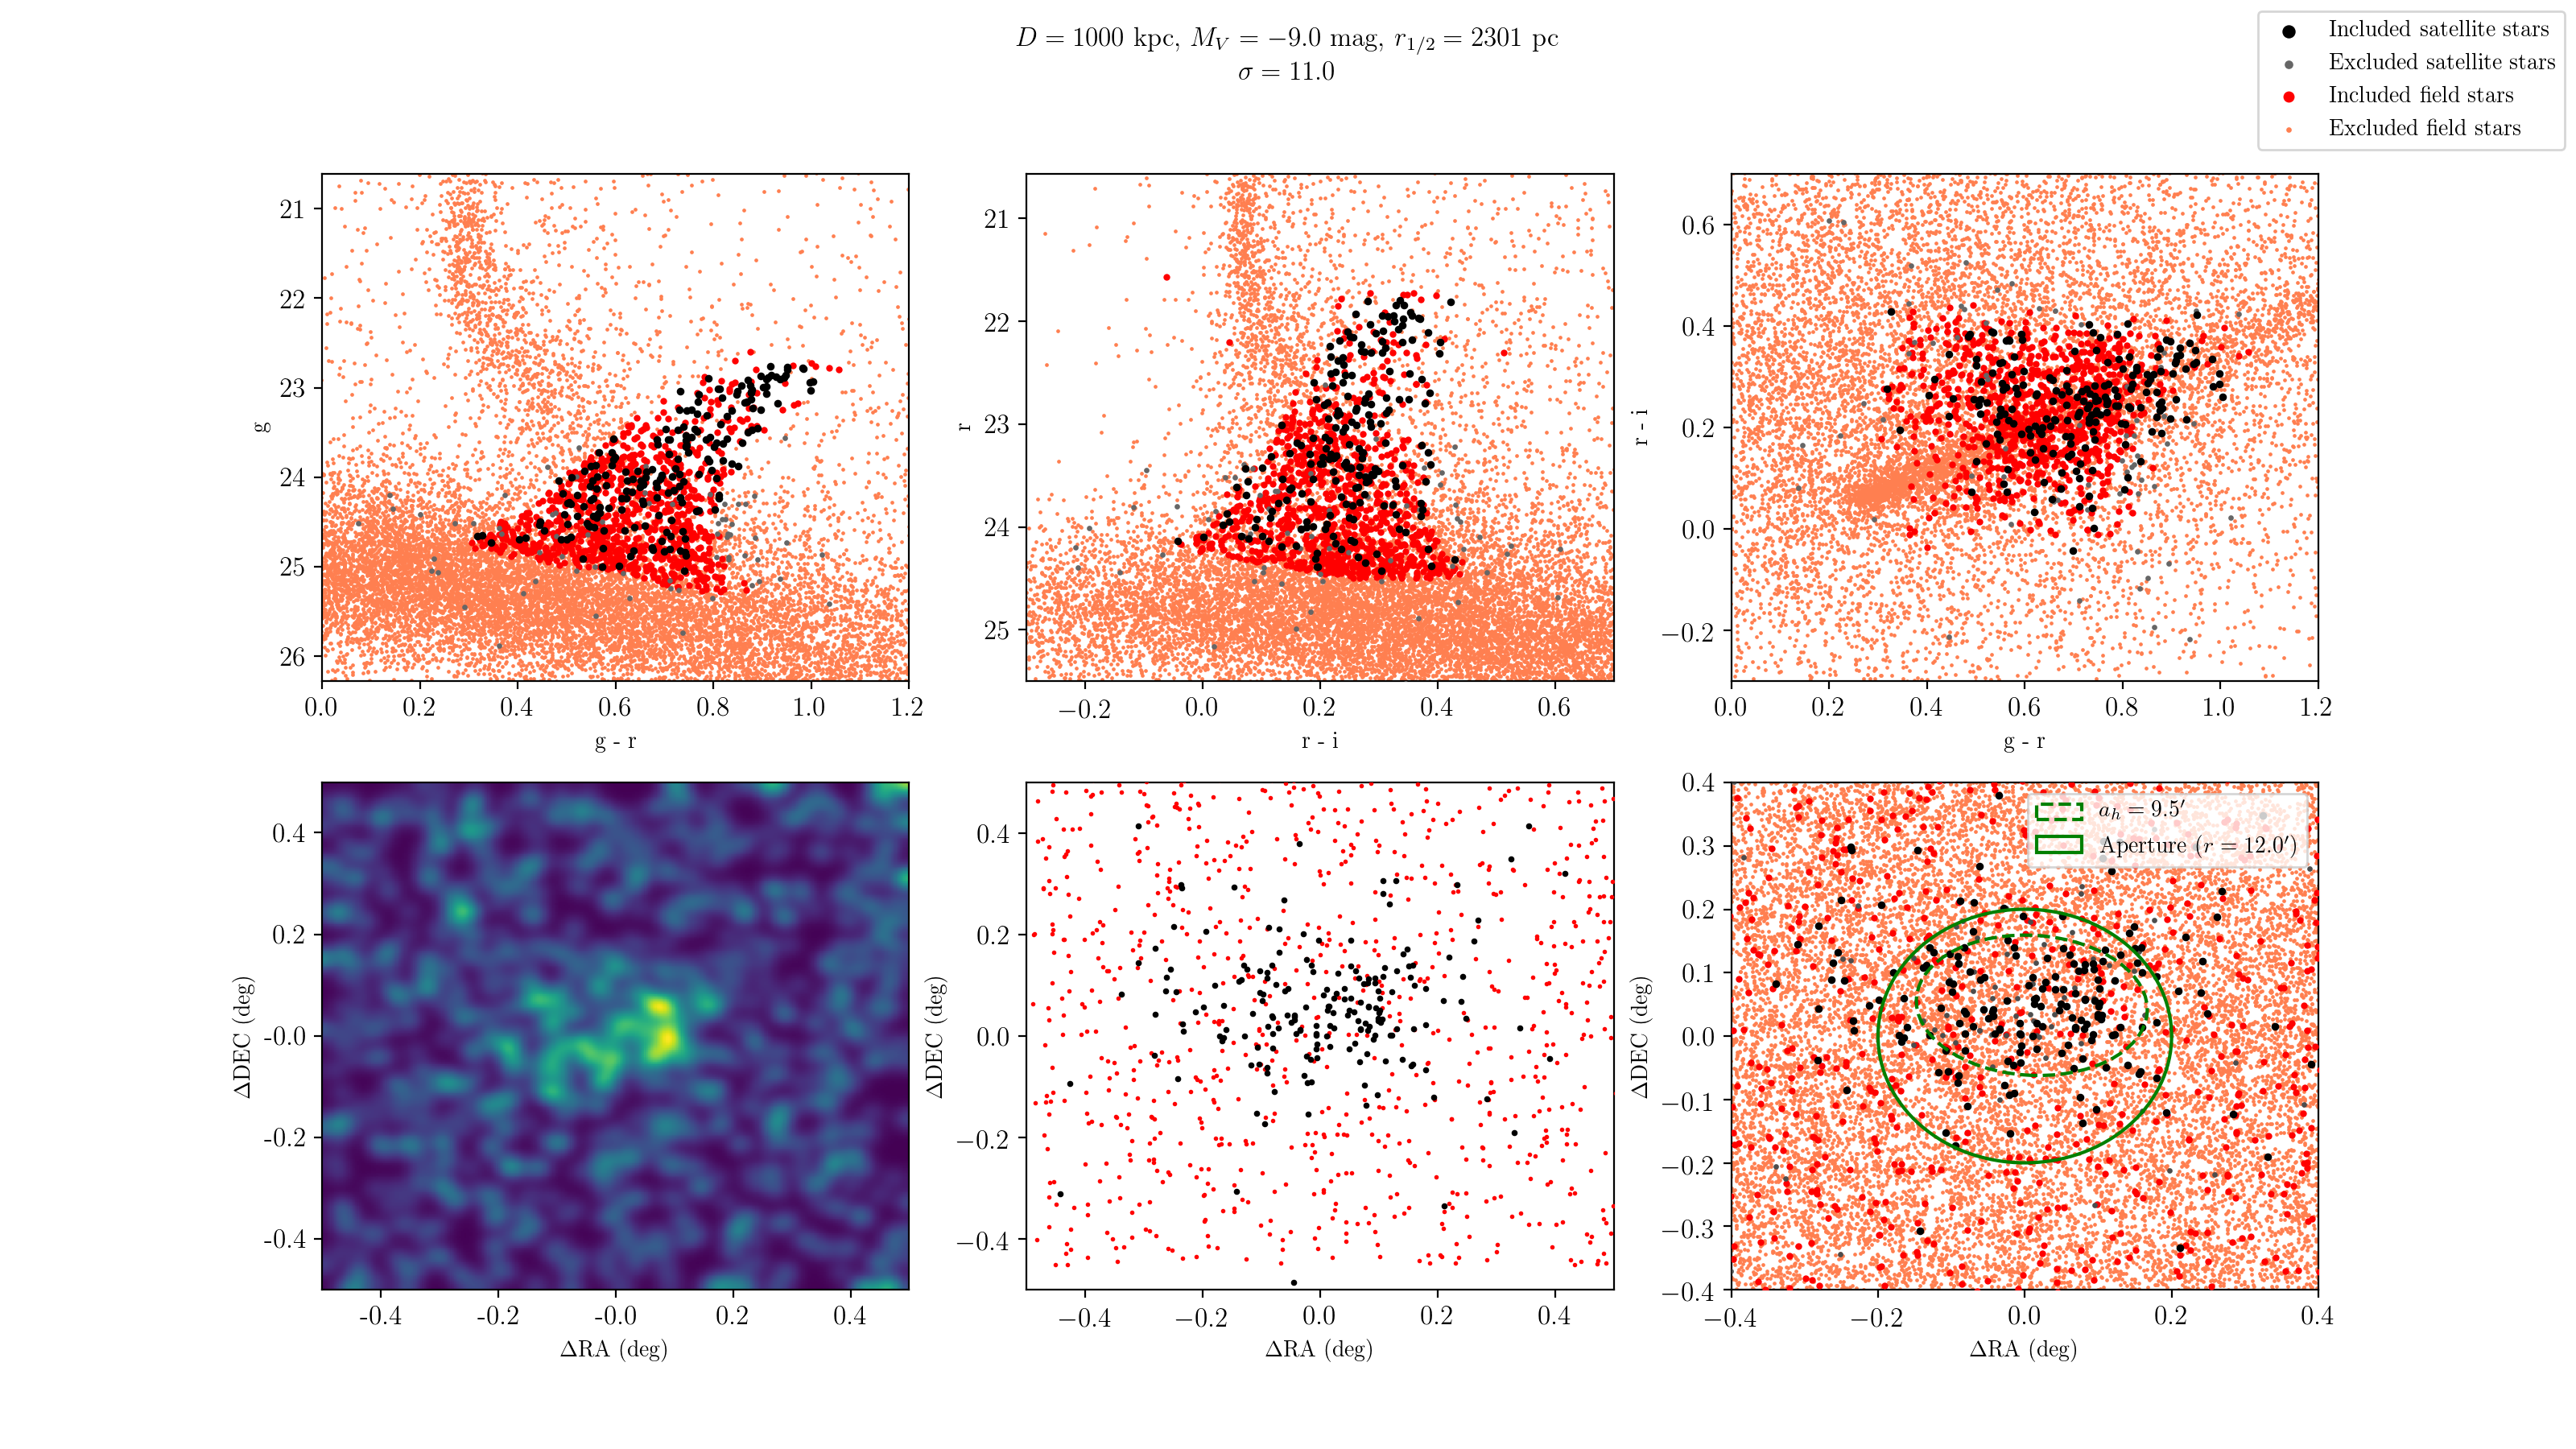 D = 1000 kpc, M_V = −9.0 mag, r_{1/2} = 2301 pc
σ = 11.0
Included satellite stars
Excluded satellite stars
Included field stars
Excluded field stars
21
22
23
24
25
26
g
0.0 0.2 0.4 0.6 0.8 1.0 1.2
g - r
21
22
23
24
25
r
−0.2 0.0 0.2 0.4 0.6
r - i
0.6
0.4
0.2
0.0
−0.2
r - i
0.0 0.2 0.4 0.6 0.8 1.0 1.2
g - r
0.4
0.2
-0.0
-0.2
-0.4
ΔDEC (deg)
-0.4 -0.2 -0.0 0.2 0.4
ΔRA (deg)
0.4
0.2
0.0
−0.2
−0.4
ΔDEC (deg)
−0.4 −0.2 0.0 0.2 0.4
ΔRA (deg)
a_h = 9.5′
Aperture (r = 12.0′)
0.4
0.3
0.2
0.1
0.0
−0.1
−0.2
−0.3
−0.4
ΔDEC (deg)
−0.4 −0.2 0.0 0.2 0.4
ΔRA (deg)